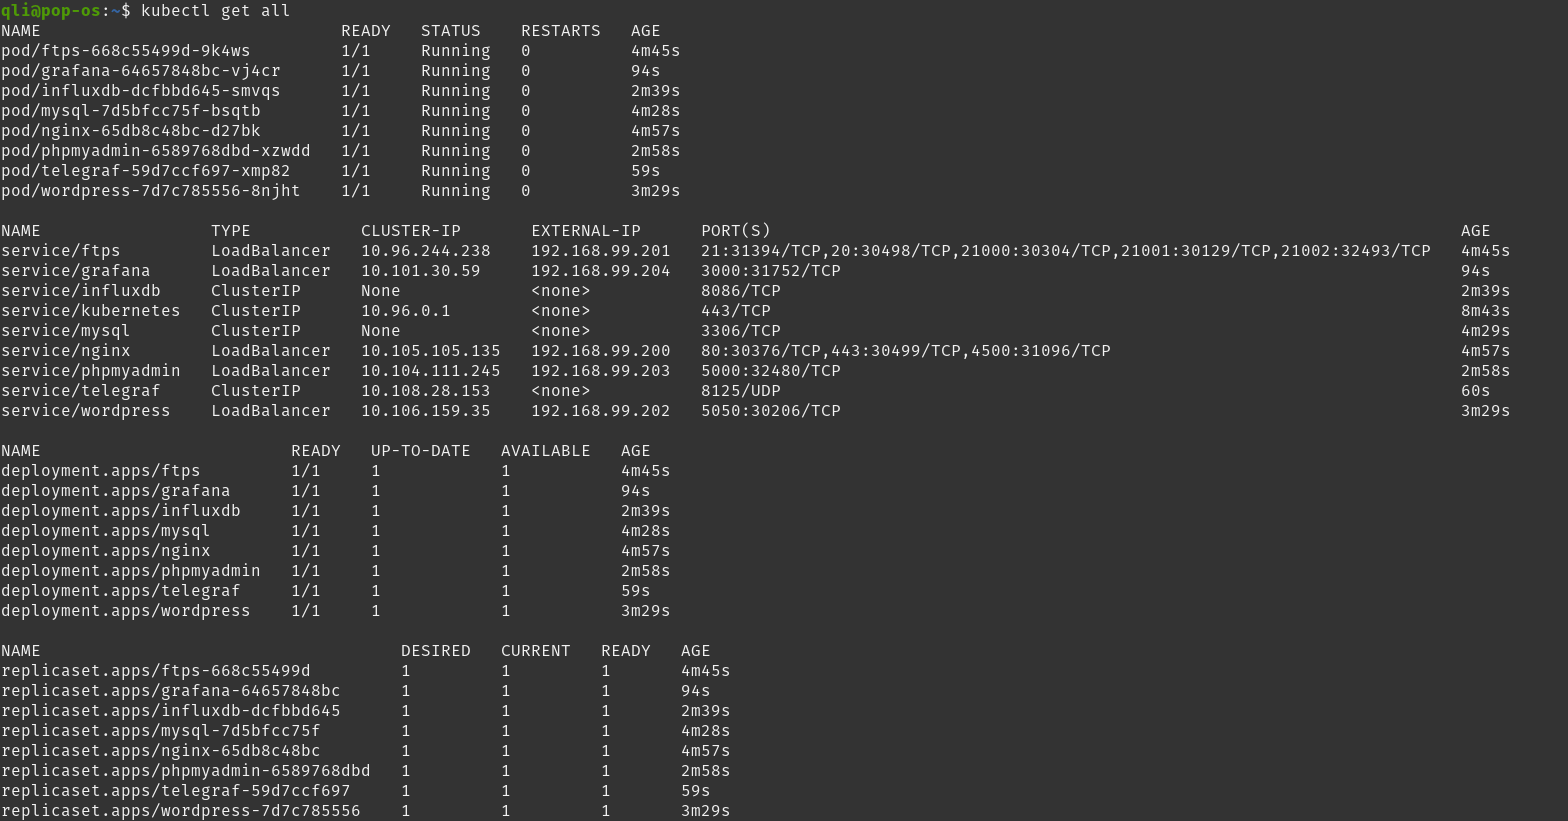 qli@pop-os:~$ kubectl get all
NAME                              READY   STATUS    RESTARTS   AGE
pod/ftps-668c55499d-9k4ws         1/1     Running   0          4m45s
pod/grafana-64657848bc-vj4cr      1/1     Running   0          94s
pod/influxdb-dcfbbd645-smvqs      1/1     Running   0          2m39s
pod/mysql-7d5bfcc75f-bsqtb        1/1     Running   0          4m28s
pod/nginx-65db8c48bc-d27bk        1/1     Running   0          4m57s
pod/phpmyadmin-6589768dbd-xzwdd   1/1     Running   0          2m58s
pod/telegraf-59d7ccf697-xmp82     1/1     Running   0          59s
pod/wordpress-7d7c785556-8njht    1/1     Running   0          3m29s

NAME                 TYPE           CLUSTER-IP       EXTERNAL-IP      PORT(S)                                                                     AGE
service/ftps         LoadBalancer   10.96.244.238    192.168.99.201   21:31394/TCP,20:30498/TCP,21000:30304/TCP,21001:30129/TCP,21002:32493/TCP   4m45s
service/grafana      LoadBalancer   10.101.30.59     192.168.99.204   3000:31752/TCP                                                              94s
service/influxdb     ClusterIP      None             <none>           8086/TCP                                                                    2m39s
service/kubernetes   ClusterIP      10.96.0.1        <none>           443/TCP                                                                     8m43s
service/mysql        ClusterIP      None             <none>           3306/TCP                                                                    4m29s
service/nginx        LoadBalancer   10.105.105.135   192.168.99.200   80:30376/TCP,443:30499/TCP,4500:31096/TCP                                   4m57s
service/phpmyadmin   LoadBalancer   10.104.111.245   192.168.99.203   5000:32480/TCP                                                              2m58s
service/telegraf     ClusterIP      10.108.28.153    <none>           8125/UDP                                                                    60s
service/wordpress    LoadBalancer   10.106.159.35    192.168.99.202   5050:30206/TCP                                                              3m29s

NAME                         READY   UP-TO-DATE   AVAILABLE   AGE
deployment.apps/ftps         1/1     1            1           4m45s
deployment.apps/grafana      1/1     1            1           94s
deployment.apps/influxdb     1/1     1            1           2m39s
deployment.apps/mysql        1/1     1            1           4m28s
deployment.apps/nginx        1/1     1            1           4m57s
deployment.apps/phpmyadmin   1/1     1            1           2m58s
deployment.apps/telegraf     1/1     1            1           59s
deployment.apps/wordpress    1/1     1            1           3m29s

NAME                                    DESIRED   CURRENT   READY   AGE
replicaset.apps/ftps-668c55499d         1         1         1       4m45s
replicaset.apps/grafana-64657848bc      1         1         1       94s
replicaset.apps/influxdb-dcfbbd645      1         1         1       2m39s
replicaset.apps/mysql-7d5bfcc75f        1         1         1       4m28s
replicaset.apps/nginx-65db8c48bc        1         1         1       4m57s
replicaset.apps/phpmyadmin-6589768dbd   1         1         1       2m58s
replicaset.apps/telegraf-59d7ccf697     1         1         1       59s
replicaset.apps/wordpress-7d7c785556    1         1         1       3m29s